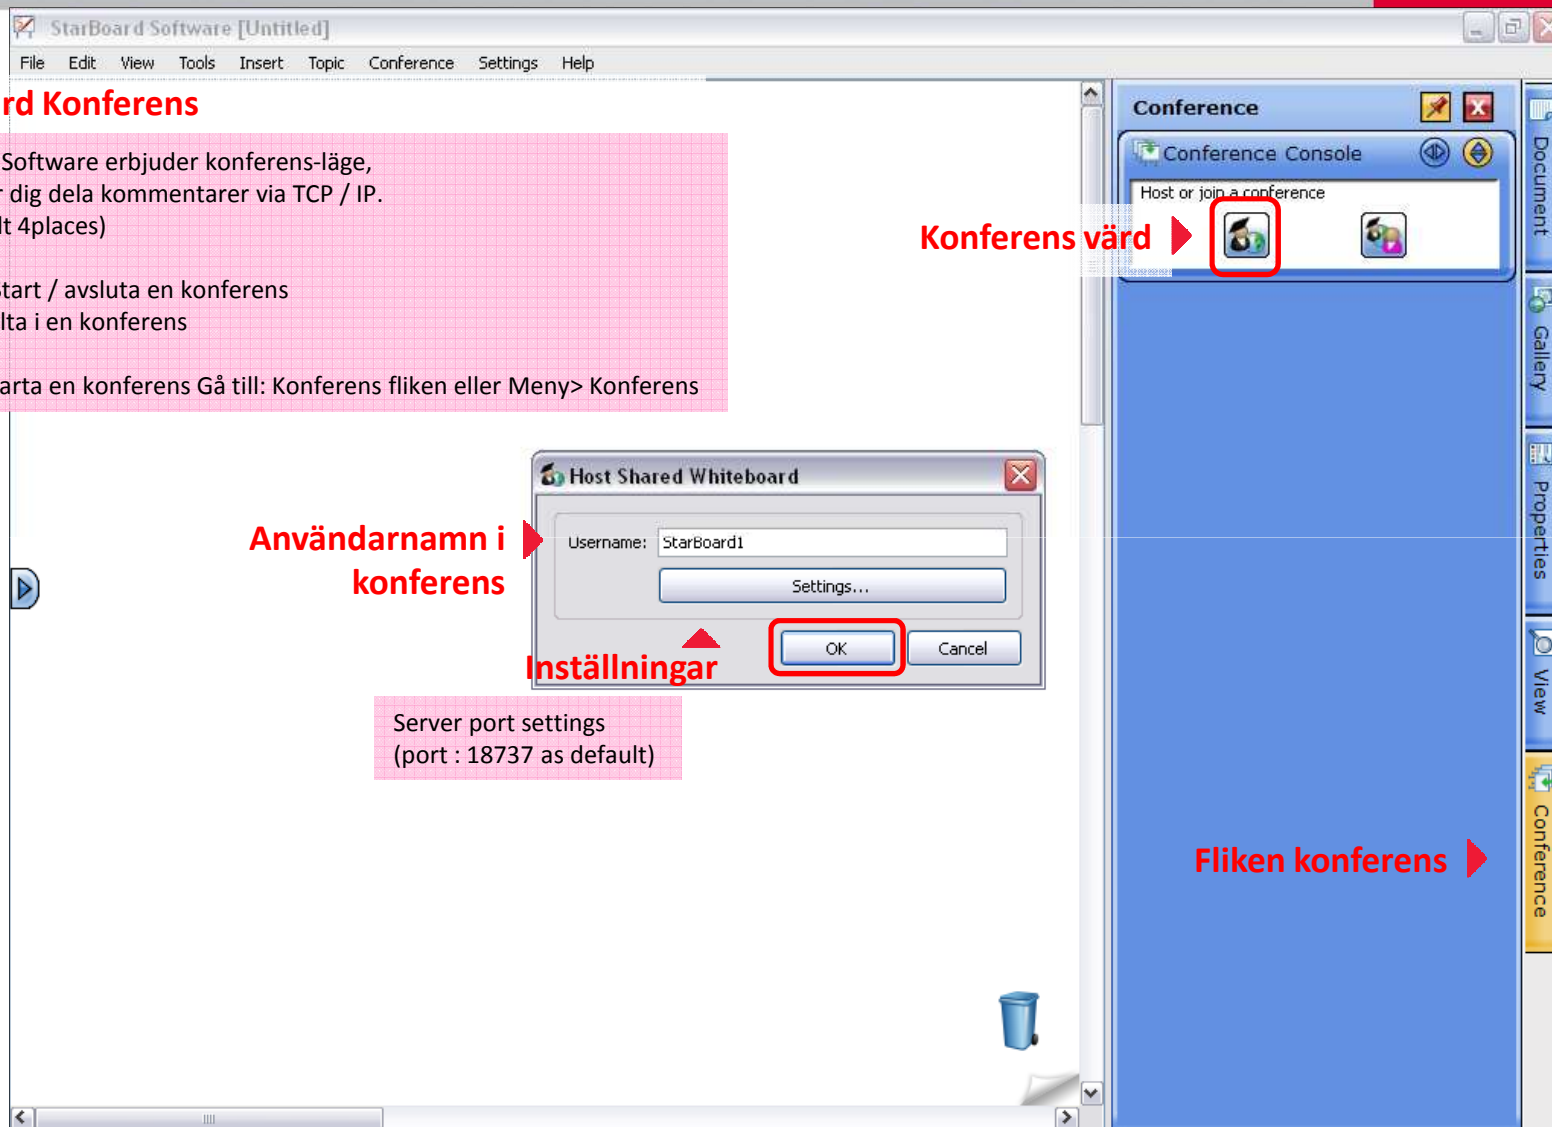 StarBoard Software [Untitled]
File Edit View Tools Insert Topic Conference Settings Help
rd Konferens
Software erbjuder konferens-läge,
r dig dela kommentarer via TCP / IP.
lt 4places)
Start / avsluta en konferens
lta i en konferens
arta en konferens Gå till: Konferens fliken eller Meny> Konferens
Conference
Conference Console
Host or join a conference
Konferens värd
Host Shared Whiteboard
Användarnamn i
konferens
Username: StarBoard1
Settings...
OK Cancel
Inställningar
Server port settings
(port : 18737 as default)
Fliken konferens
Document
Gallery
Properties
View
Conference